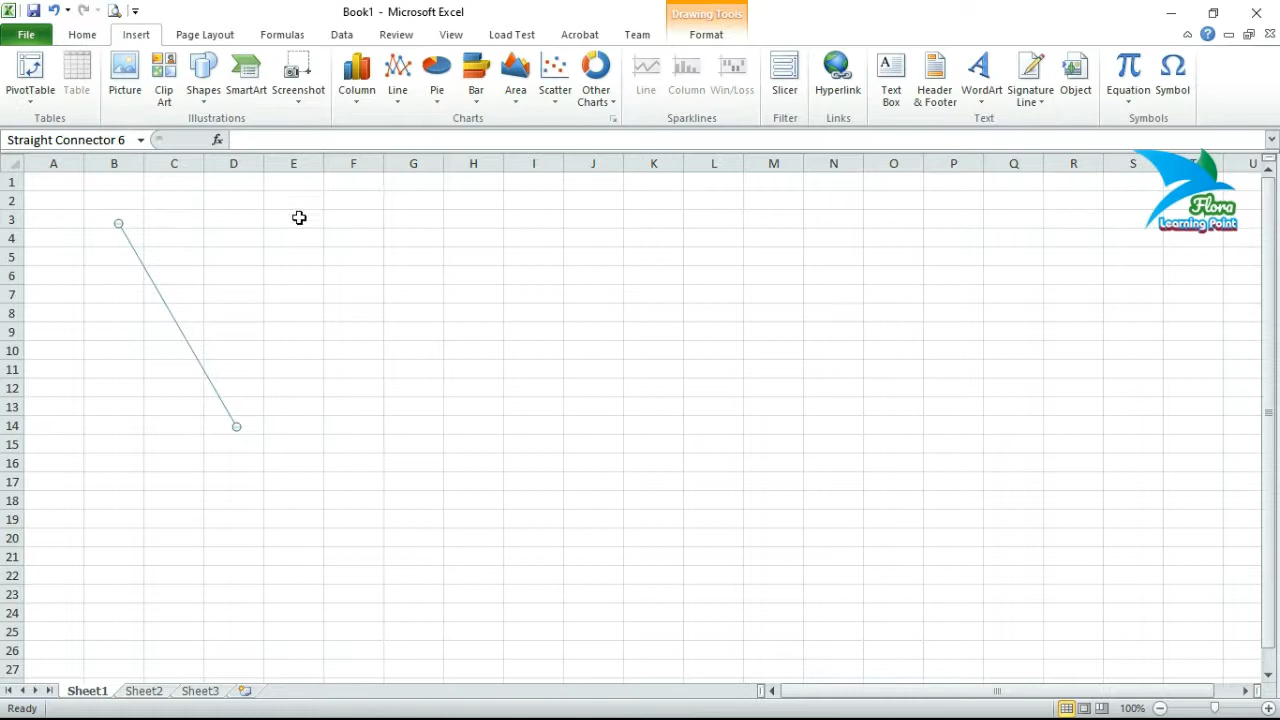 Book1 - Microsoft Excel
Drawing Tools
File Home Insert Page Layout Formulas Data Review View Load Test Acrobat Team Format
PivotTable Table Picture Clip Art Shapes SmartArt Screenshot Column Line Pie Bar Area Scatter Other Charts Line Column Win/Loss Slicer Hyperlink Text Box Header & Footer WordArt Signature Line Object Equation Symbol
Tables Illustrations Charts Sparklines Filter Links Text Symbols
Straight Connector 6 fx
A B C D E F G H I J K L M N O P Q R S T U
1
2
3
4
5
6
7
8
9
10
11
12
13
14
15
16
17
18
19
20
21
22
23
24
25
26
27
Flora
Learning Point
Sheet1 Sheet2 Sheet3
Ready 100%